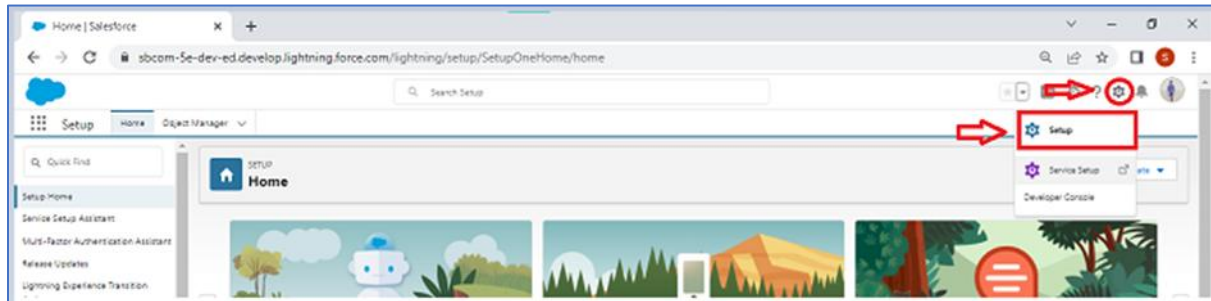 Home | Salesforce
sbcom-5e-dev-ed.develop.lightning.force.com/lightning/setup/SetupOneHome/home
Search Setup
Setup Home Object Manager
Setup
Quick Find
SETUP
Home
Service Setup
Setup Home
Developer Console
Service Setup Assistant
Multi-Factor Authentication Assistant
Release Updates
Lightning Experience Transition